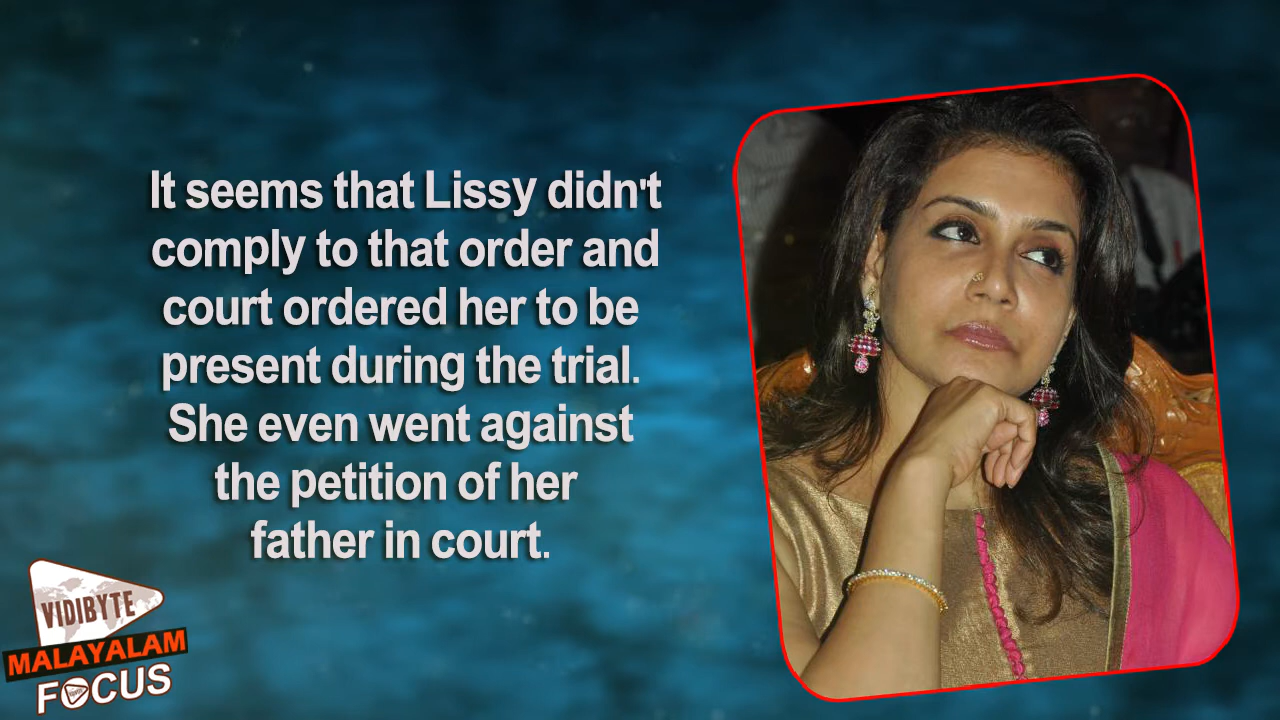 It seems that Lissy didn't
comply to that order and
court ordered her to be
present during the trial.
She even went against
the petition of her
father in court.
VIDIBYTE
MALAYALAM
FOCUS